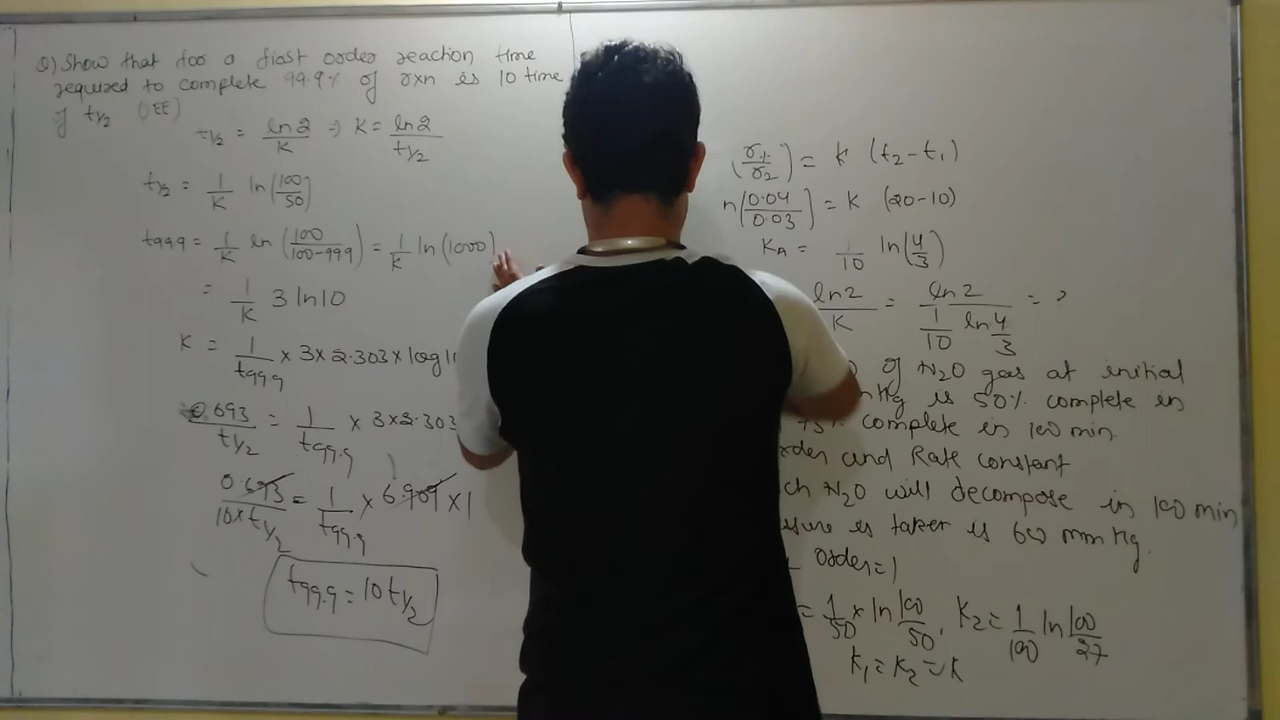 Q) Show that for a first order reaction time
required to complete 99.9% of rxn is 10 time
of t1/2 (JEE)
t1/2 = ln2/K ⇒ K = ln2/t1/2
t1/2 = 1/K ln(100/50)
t99.9 = 1/K ln (100/100-99.9) = 1/K ln(1000)
= 1/K 3 ln10
K = 1/t99.9 × 3 × 2.303 × log
0.693/t1/2 = 1/t99.9 × 3×2.303
0.693/10×t1/2 = 1/t99.9 × 6.909 × 1
t99.9 = 10 t1/2
(r1/r2) = K (t2-t1)
n[0.04/0.03] = K (20-10)
KA = 1/10 ln(4/3)
ln2/K = ln2/1/10 ln 4/3 = ?
of N2O gas at initial
Hg is 50% complete in
complete in 100 min.
order and Rate constant
ch N2O will decompose in 100 min
ssure is taken is 600 mm Hg.
order=1
= 1/50 × ln 100/50, K2 = 1/100 ln 100/27
K1 = K2 = K